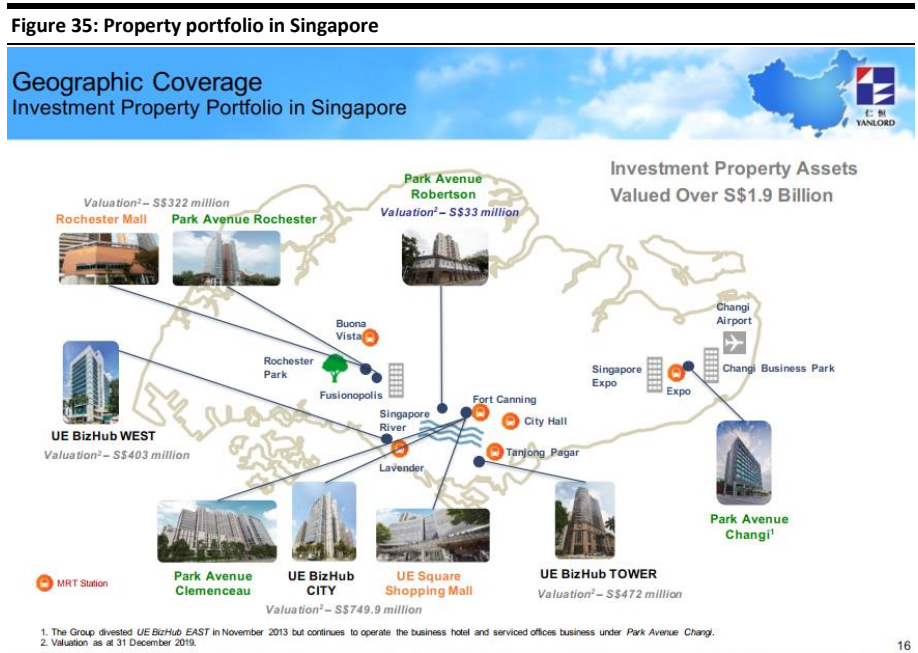 Figure 35: Property portfolio in Singapore
Geographic Coverage
Investment Property Portfolio in Singapore
仁恒
YANLORD
Investment Property Assets
Valued Over S$1.9 Billion
Park Avenue
Robertson
Valuation² – S$33 million
Valuation² – S$322 million
Rochester Mall
Park Avenue Rochester
Buona
Vista
Rochester
Park
Fusionopolis
Changi
Airport
Singapore
Expo
Expo
Changi Business Park
Fort Canning
Singapore
River
City Hall
Lavender
Tanjong Pagar
UE BizHub WEST
Valuation² – S$403 million
Park Avenue
Changi¹
Park Avenue
Clemenceau
UE BizHub
CITY
UE Square
Shopping Mall
Valuation² – S$749.9 million
UE BizHub TOWER
Valuation² – S$472 million
MRT Station
1. The Group divested UE BizHub EAST in November 2013 but continues to operate the business hotel and serviced offices business under Park Avenue Changi.
2. Valuation as at 31 December 2019.
16